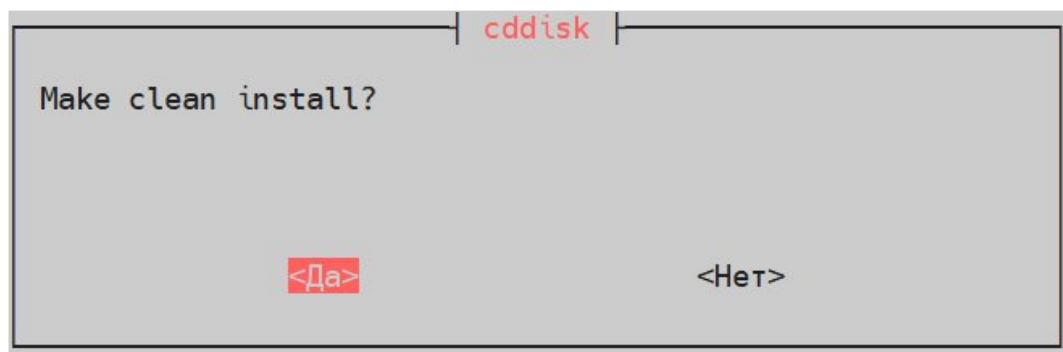 cddisk
Make clean install?
<Да> <Нет>